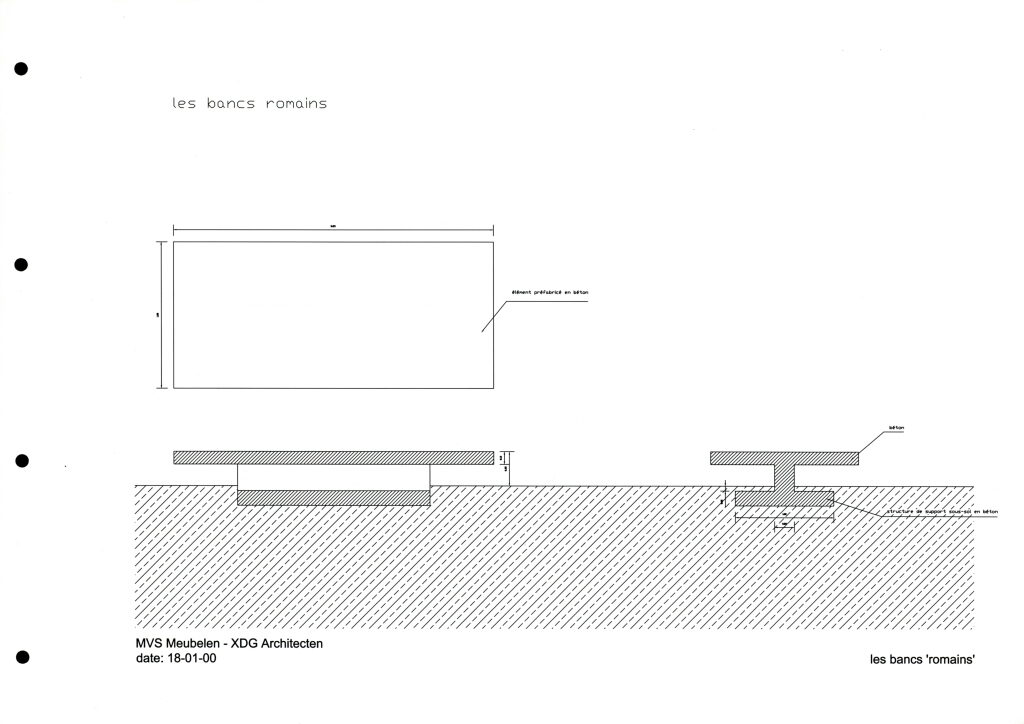 les bancs romains
élément préfabricé en béton
béton
structure de support sous-sol en béton
MVS Meubelen - XDG Architecten
date: 18-01-00
les bancs 'romains'